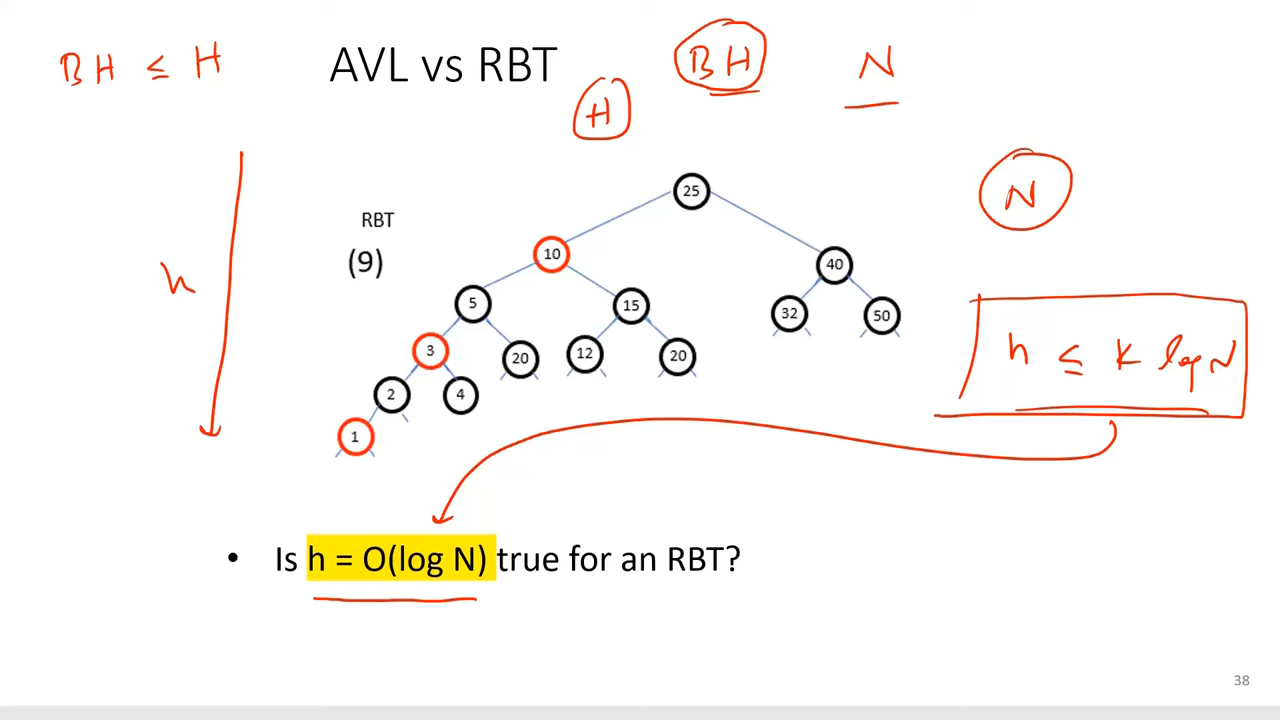 BH ≤ H
AVL vs RBT
BH
N
H
N
25
RBT
(9)
10
40
h
5
15
32
50
3
20
12
20
h ≤ K log N
2
4
1
• Is h = O(log N) true for an RBT?
38